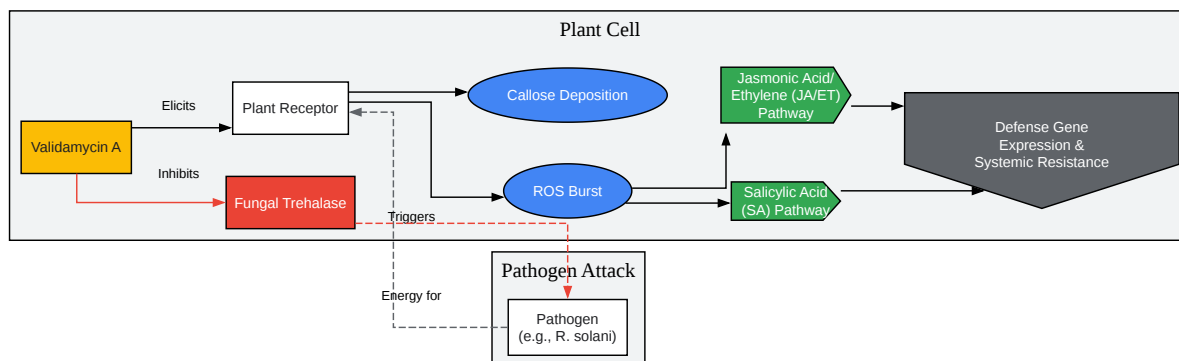 Plant Cell
Jasmonic Acid/
Ethylene (JA/ET)
Pathway
Callose Deposition
Elicits
Plant Receptor
Defense Gene
Expression &
Systemic Resistance
Validamycin A
Inhibits
ROS Burst
Salicylic Acid
(SA) Pathway
Fungal Trehalase
Triggers
Pathogen Attack
Energy for
Pathogen
(e.g., R. solani)